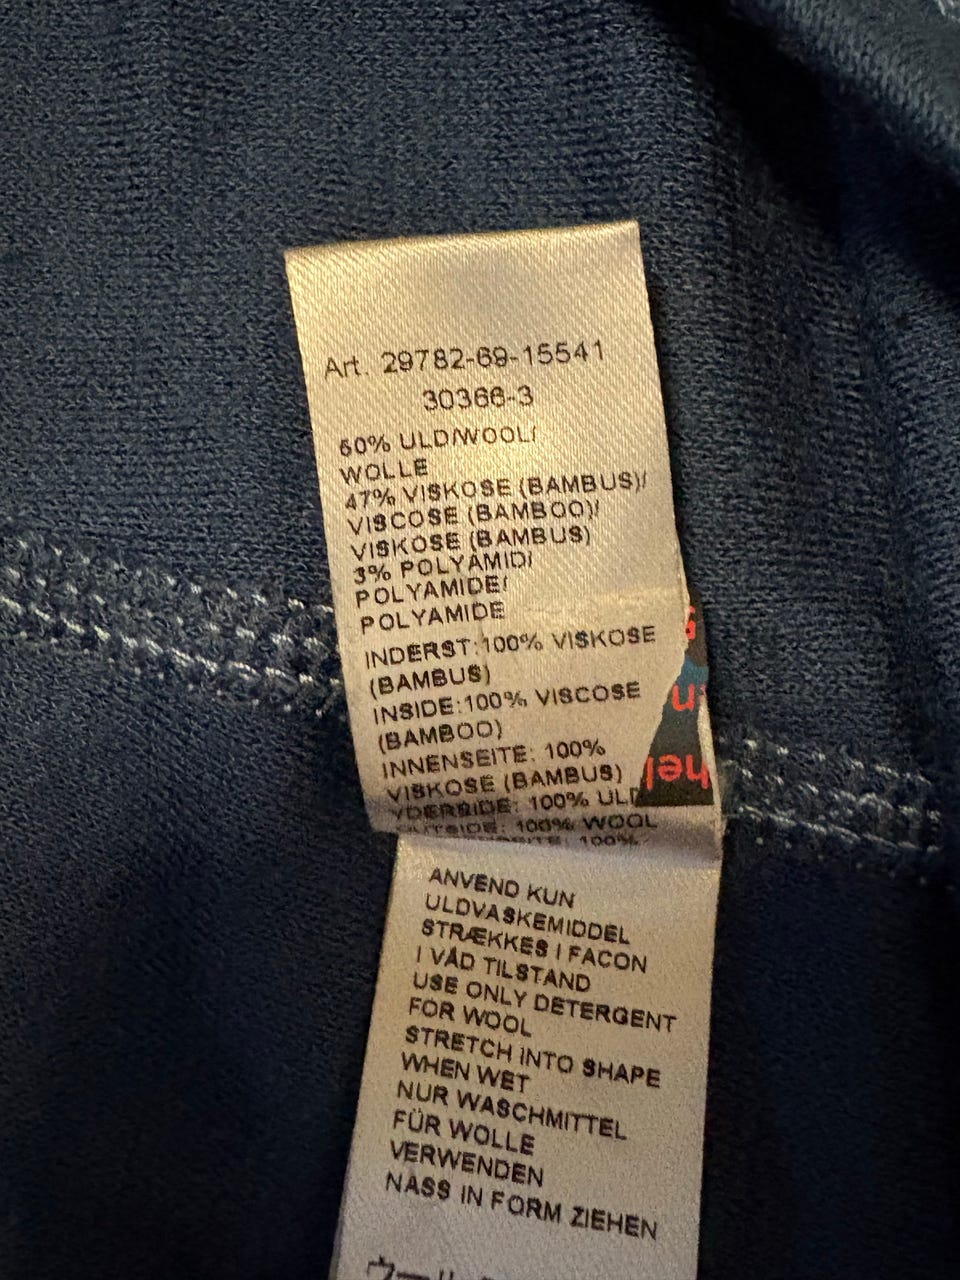 Art. 29782-69-15541
30366-3
50% ULD/WOOL/
WOLLE
47% VISKOSE (BAMBUS)/
VISCOSE (BAMBOO)/
VISKOSE (BAMBUS)
3% POLYAMID/
POLYAMIDE/
POLYAMIDE
INDERST:100% VISKOSE
(BAMBUS)
INSIDE:100% VISCOSE
(BAMBOO)
INNENSEITE: 100%
VISKOSE (BAMBUS)
YDERSIDE: 100% ULD
OUTSIDE: 100% WOOL
100%
ANVEND KUN
ULDVASKEMIDDEL
STRÆKKES I FACON
I VÅD TILSTAND
USE ONLY DETERGENT
FOR WOOL
STRETCH INTO SHAPE
WHEN WET
NUR WASCHMITTEL
FÜR WOLLE
VERWENDEN
NASS IN FORM ZIEHEN